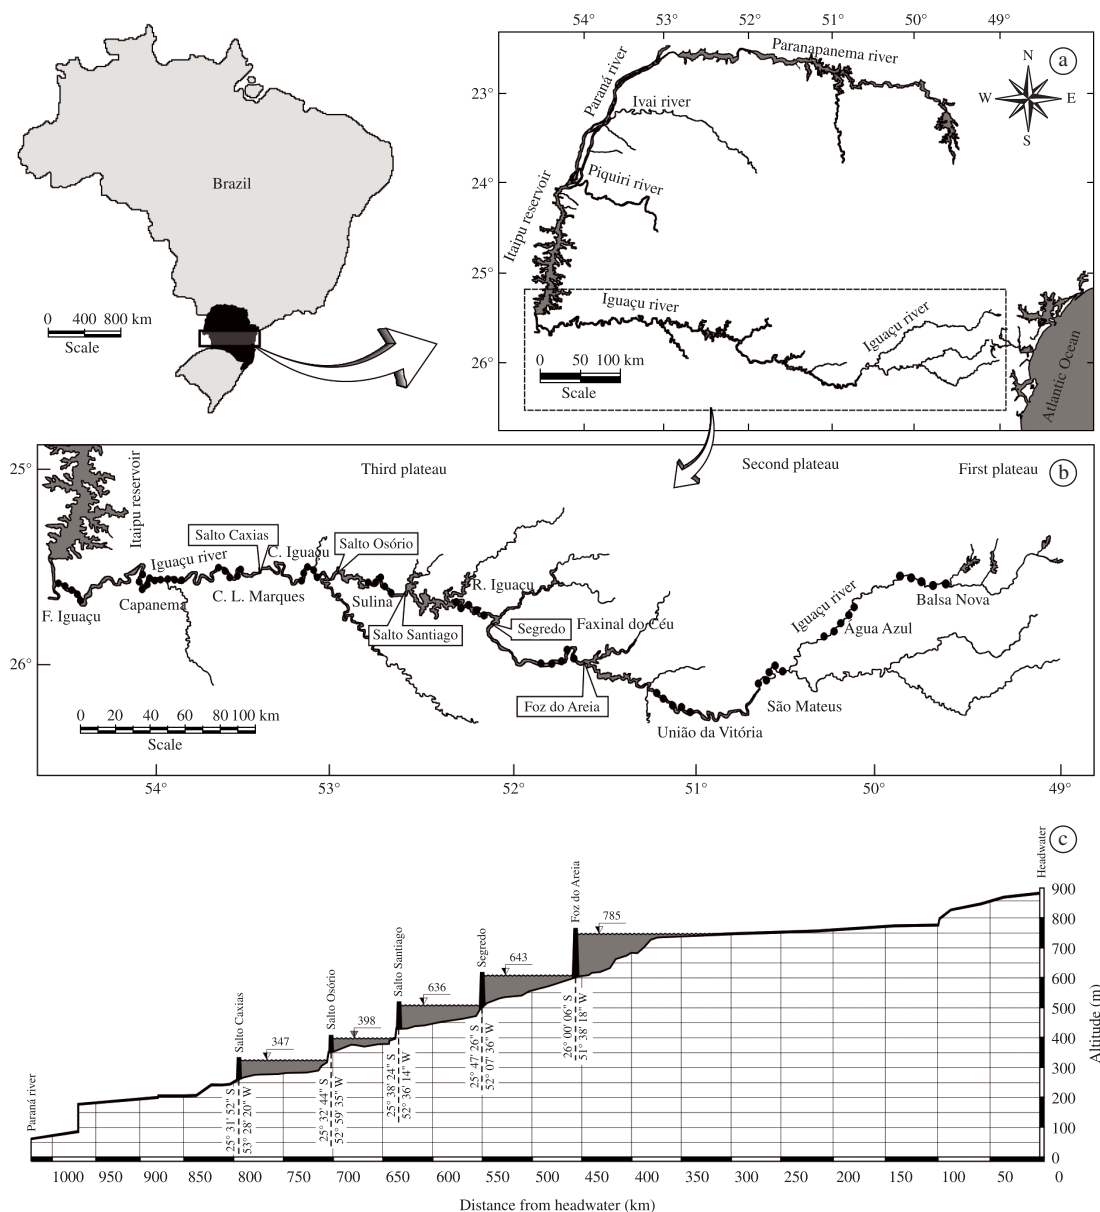 Brazil
0 400 800 km
Scale
54° 53° 52° 51° 50° 49°
a
23°
24°
25°
26°
Paraná river
Paranapanema river
Ivai river
Piquiri river
Itaipu reservoir
N
W E
S
Iguaçu river
Iguaçu river
0 50 100 km
Scale
Atlantic Ocean
b
25°
26°
Third plateau
Second plateau
First plateau
Itaipu reservoir
Salto Caxias
C. Iguaçu
Salto Osório
Iguaçu river
F. Iguaçu
Capanema
C. L. Marques
Sulina
Salto Santiago
R. Iguaçu
Segredo
Faxinal do Céu
Foz do Areia
União da Vitória
São Mateus
Iguaçu river
Água Azul
Balsa Nova
0 20 40 60 80 100 km
Scale
54° 53° 52° 51° 50° 49°
c
Paraná river
Salto Caxias
347
25° 31' 52" S
53° 28' 20" W
Salto Osório
398
25° 32' 44" S
52° 59' 35" W
Salto Santiago
636
25° 38' 24" S
52° 36' 14" W
Segredo
643
25° 47' 26" S
52° 07' 36" W
Foz do Areia
785
26° 00' 06" S
51° 38' 18" W
Headwater
900
800
700
600
500
400
300
200
100
0
Altitude (m)
1000 950 900 850 800 750 700 650 600 550 500 450 400 350 300 250 200 150 100 50 0
Distance from headwater (km)